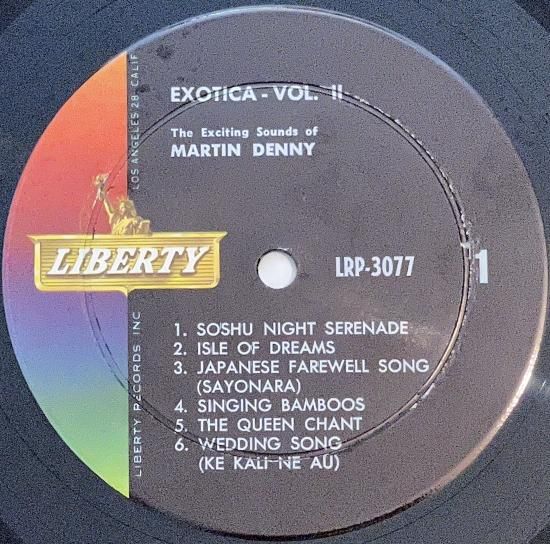 EXOTICA - VOL. II
The Exciting Sounds of
MARTIN DENNY
LIBERTY
LRP-3077
1
1. SO'SHU NIGHT SERENADE
2. ISLE OF DREAMS
3. JAPANESE FAREWELL SONG
(SAYONARA)
4. SINGING BAMBOOS
5. THE QUEEN CHANT
6. WEDDING SONG
(KE KALI NE AU)
LIBERTY RECORDS INC
LOS ANGELES 28, CALIF